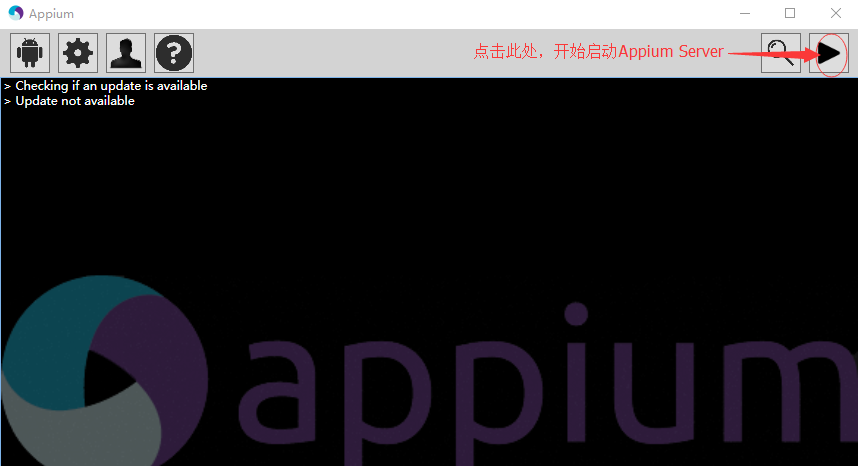 Appium
点击此处，开始启动Appium Server
> Checking if an update is available
> Update not available
appium